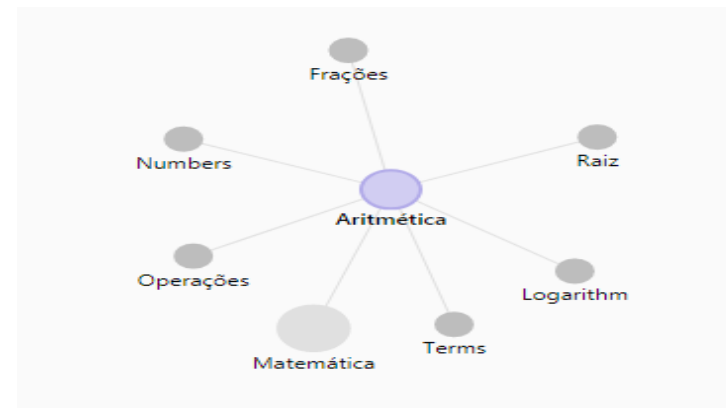 Frações
Numbers
Raiz
Aritmética
Operações
Logarithm
Terms
Matemática